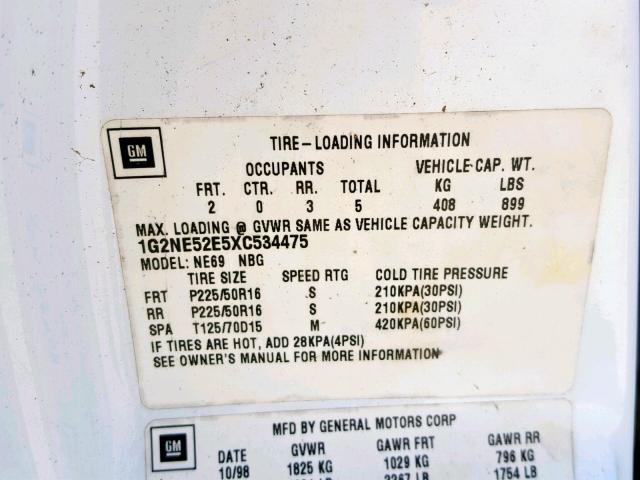 GM
TIRE-LOADING INFORMATION
OCCUPANTS VEHICLE CAP. WT.
FRT. CTR. RR. TOTAL KG LBS
2 0 3 5 408 899
MAX. LOADING @ GVWR SAME AS VEHICLE CAPACITY WEIGHT.
1G2NE52E5XC534475
MODEL: NE69 NBG
TIRE SIZE SPEED RTG COLD TIRE PRESSURE
FRT P225/50R16 S 210KPA(30PSI)
RR P225/50R16 S 210KPA(30PSI)
SPA T125/70D15 M 420KPA(60PSI)
IF TIRES ARE HOT, ADD 28KPA(4PSI)
SEE OWNER'S MANUAL FOR MORE INFORMATION
GM
MFD BY GENERAL MOTORS CORP
DATE GVWR GAWR FRT GAWR RR
10/98 1825 KG 1029 KG 796 KG
LB 2267 LB 1754 LB